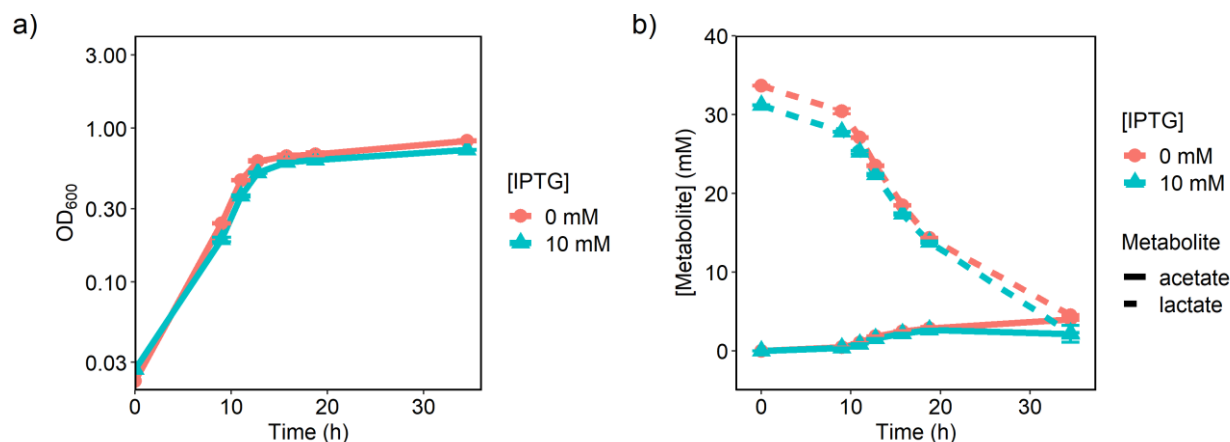 a)
3.00
1.00
0.30
0.10
0.03
OD600
0 10 20 30
Time (h)
[IPTG]
0 mM
10 mM
b)
40
30
20
10
0
[Metabolite] (mM)
0 10 20 30
Time (h)
[IPTG]
0 mM
10 mM
Metabolite
acetate
lactate